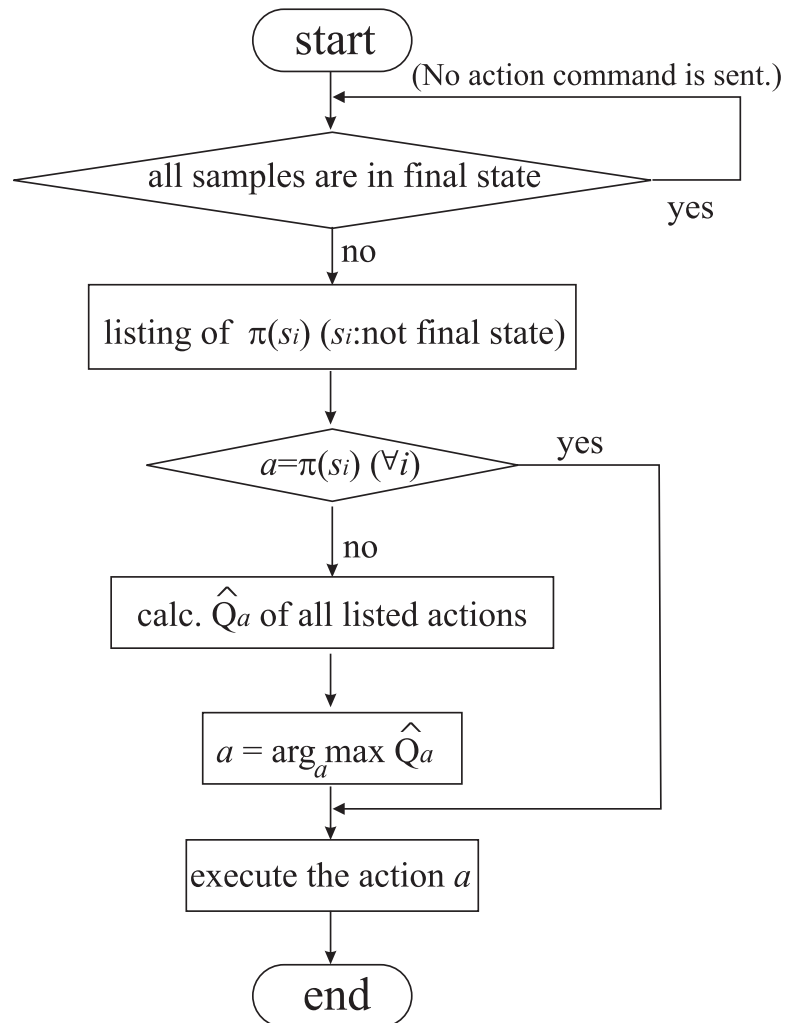 start
(No action command is sent.)
all samples are in final state
yes
no
listing of π(si) (si:not final state)
yes
a=π(si) (∀i)
no
calc. Q̂a of all listed actions
a = arg max Q̂a
a
execute the action a
end